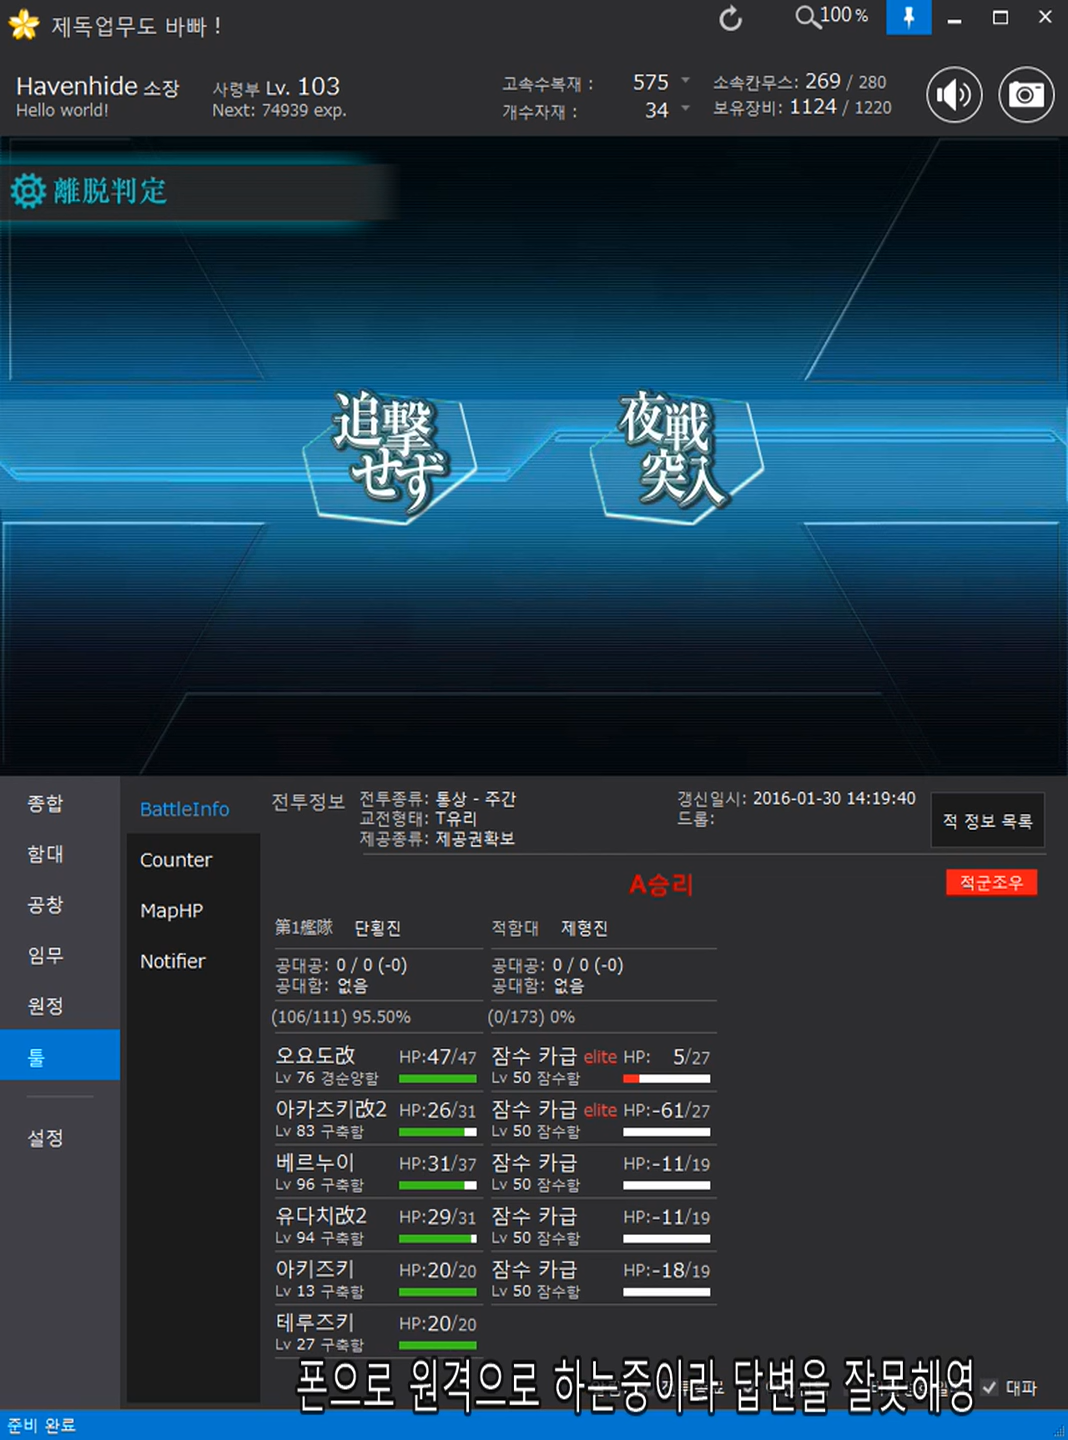 제독업무도 바빠 !
100 %
Havenhide 소장
Hello world!
사령부 Lv. 103
Next: 74939 exp.
고속수복재 : 575
개수자재 : 34
소속칸무스: 269 / 280
보유장비: 1124 / 1220
離脱判定
追撃
せず
夜戦
突入
종합
함대
공창
임무
원정
툴
설정
BattleInfo
Counter
MapHP
Notifier
전투정보
전투종류: 통상 - 주간
교전형태: T유리
제공종류: 제공권확보
갱신일시: 2016-01-30 14:19:40
드롭:
적 정보 목록
A승리
적군조우
第1艦隊 단횡진
공대공: 0 / 0 (-0)
공대함: 없음
(106/111) 95.50%
오요도改 HP:47/47
Lv 76 경순양함
아카츠키改2 HP:26/31
Lv 83 구축함
베르누이 HP:31/37
Lv 96 구축함
유다치改2 HP:29/31
Lv 94 구축함
아키즈키 HP:20/20
Lv 13 구축함
테루즈키 HP:20/20
Lv 27 구축함
적함대 제형진
공대공: 0 / 0 (-0)
공대함: 없음
(0/173) 0%
잠수 카급 elite HP: 5/27
Lv 50 잠수함
잠수 카급 elite HP:-61/27
Lv 50 잠수함
잠수 카급 HP:-11/19
Lv 50 잠수함
잠수 카급 HP:-11/19
Lv 50 잠수함
잠수 카급 HP:-18/19
Lv 50 잠수함
대파
폰으로 원격으로 하는중이라 답변을 잘못해영
준비 완료